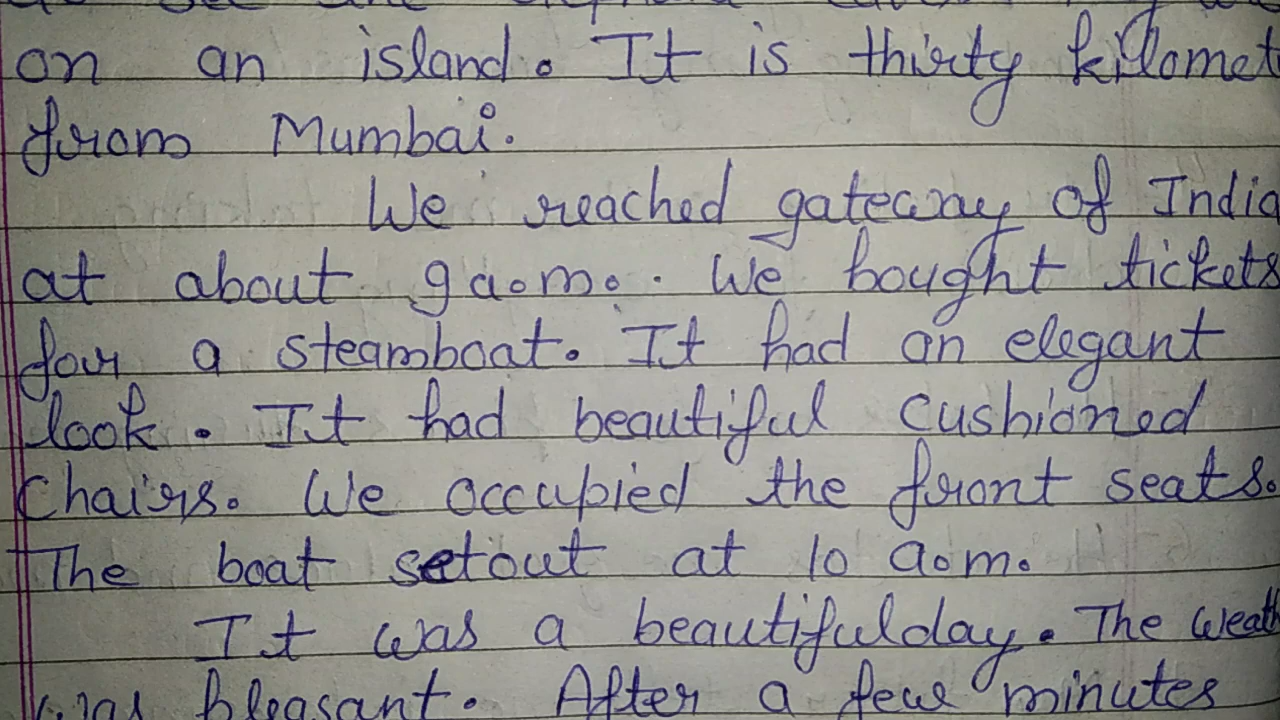 on an island. It is thirty kilomet
from Mumbai.
We reached gateway of India
at about 9 a.m. . We bought tickets
for a steamboat. It had an elegant
look. It had beautiful cushioned
Chairs. We occupied the front seats.
The boat setout at 10 a.m.
It was a beautifulday. The weath
was pleasant. After a few minutes